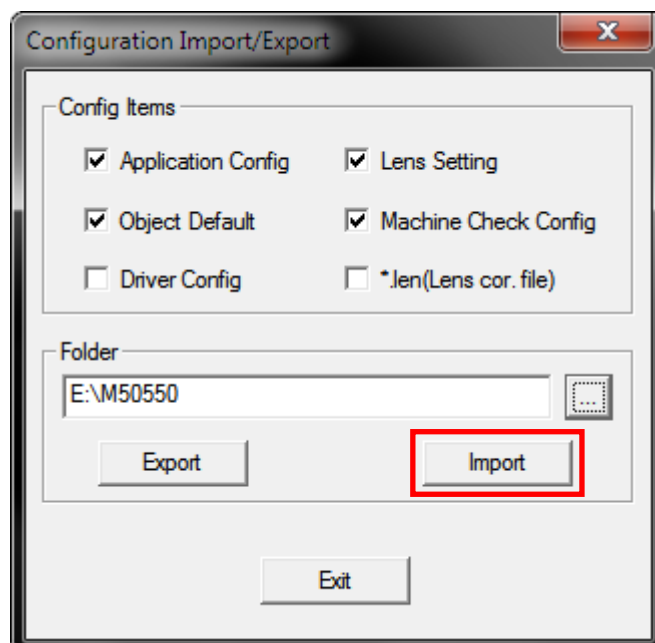 Configuration Import/Export
Config Items
Application Config
Lens Setting
Object Default
Machine Check Config
Driver Config
*.len(Lens cor. file)
Folder
E:\M50550
...
Export
Import
Exit